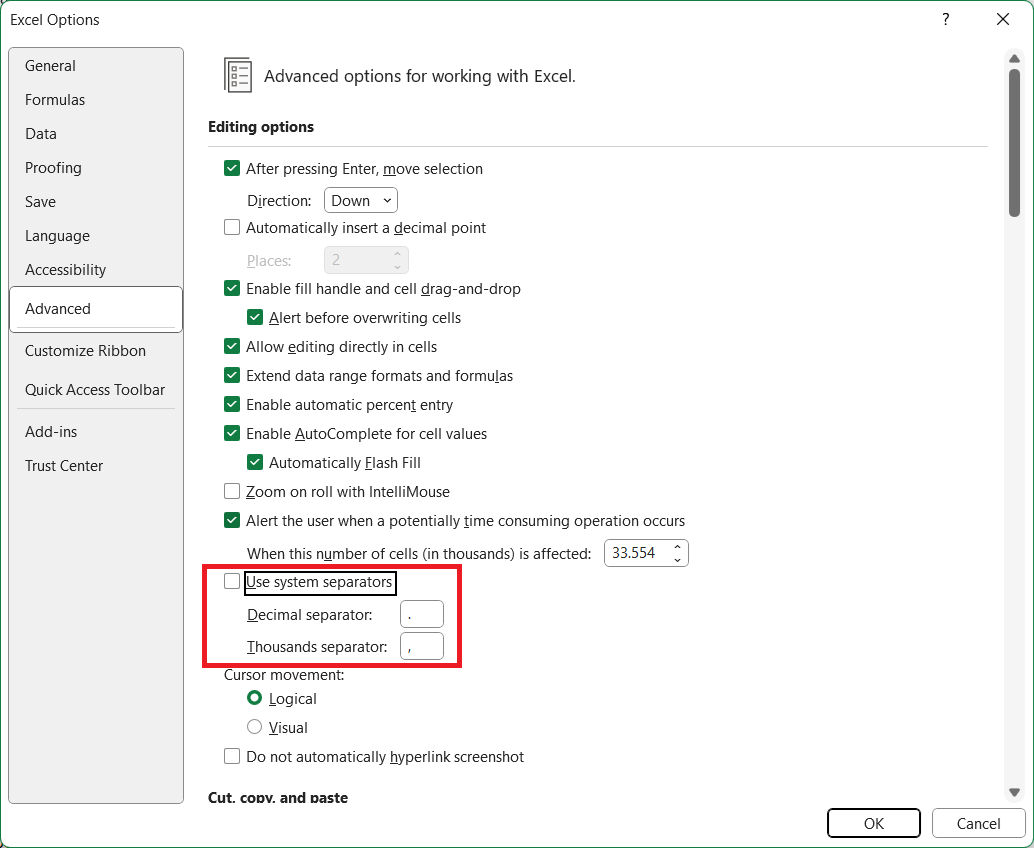 Excel Options
?
General
Formulas
Data
Proofing
Save
Language
Accessibility
Advanced
Customize Ribbon
Quick Access Toolbar
Add-ins
Trust Center
Advanced options for working with Excel.
Editing options
After pressing Enter, move selection
Direction: Down
Automatically insert a decimal point
Places: 2
Enable fill handle and cell drag-and-drop
Alert before overwriting cells
Allow editing directly in cells
Extend data range formats and formulas
Enable automatic percent entry
Enable AutoComplete for cell values
Automatically Flash Fill
Zoom on roll with IntelliMouse
Alert the user when a potentially time consuming operation occurs
When this number of cells (in thousands) is affected: 33.554
Use system separators
Decimal separator: .
Thousands separator: ,
Cursor movement:
Logical
Visual
Do not automatically hyperlink screenshot
Cut, copy, and paste
OK
Cancel